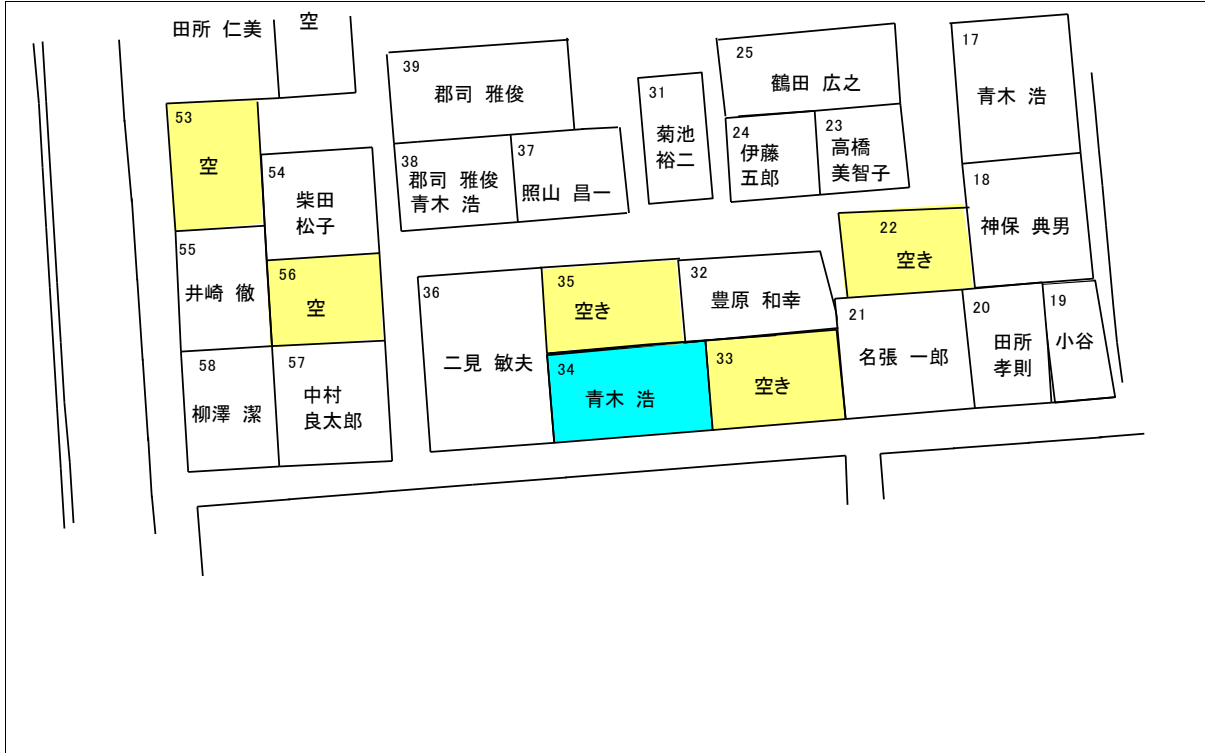 田所 仁美
空
53
空
54
柴田
松子
55
井崎 徹
56
空
58
柳澤 潔
57
中村
良太郎
39
郡司 雅俊
38
郡司 雅俊
青木 浩
37
照山 昌一
31
菊池
裕二
25
鶴田 広之
24
伊藤
五郎
23
高橋
美智子
17
青木 浩
18
神保 典男
22
空き
36
二見 敏夫
35
空き
32
豊原 和幸
34
青木 浩
33
空き
21
名張 一郎
20
田所
孝則
19
小谷